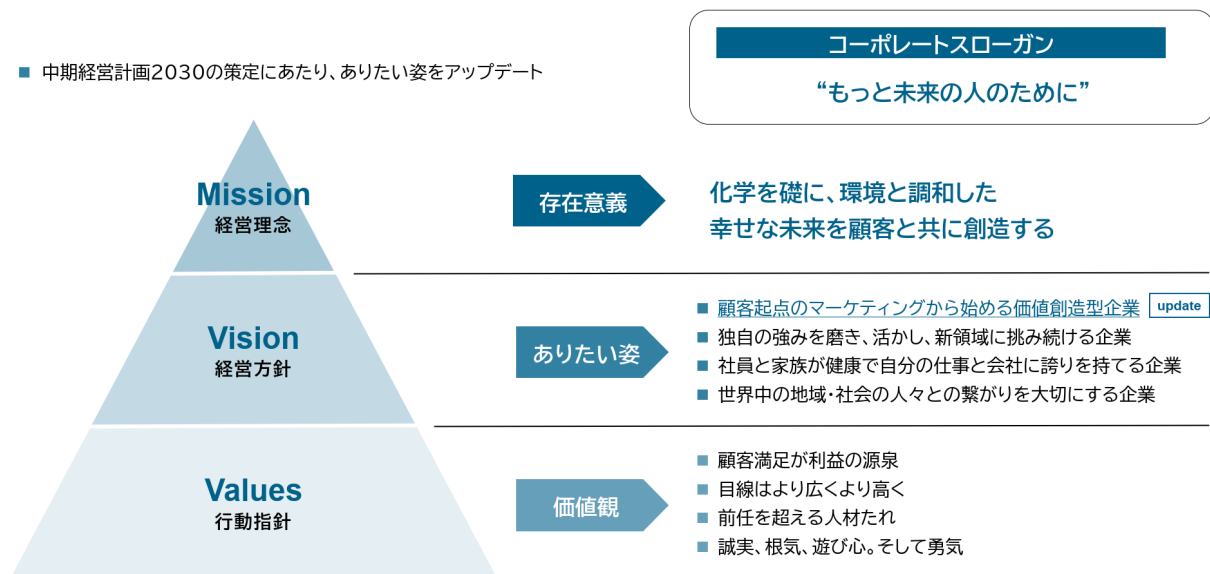 ■ 中期経営計画2030の策定にあたり、ありたい姿をアップデート
コーポレートスローガン
“もっと未来の人のために”
Mission
経営理念
存在意義
化学を礎に、環境と調和した
幸せな未来を顧客と共に創造する
Vision
経営方針
ありたい姿
■ 顧客起点のマーケティングから始める価値創造型企業 update
■ 独自の強みを磨き、活かし、新領域に挑み続ける企業
■ 社員と家族が健康で自分の仕事と会社に誇りを持てる企業
■ 世界中の地域・社会の人々との繋がりを大切にする企業
Values
行動指針
価値観
■ 顧客満足が利益の源泉
■ 目線はより広くより高く
■ 前任を超える人材たれ
■ 誠実、根気、遊び心。そして勇気